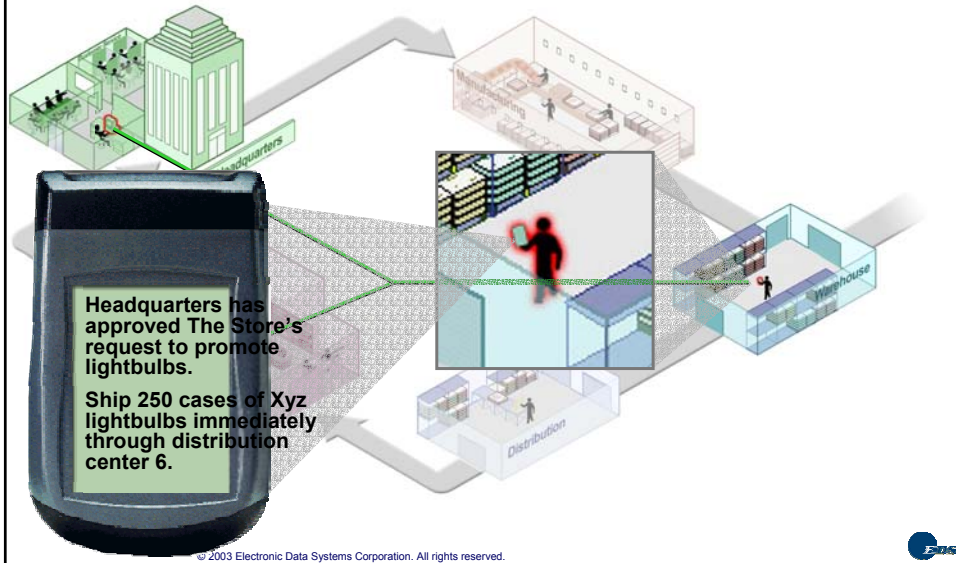 Manufacturing
Headquarters
Warehouse
Headquarters has
approved The Store's
request to promote
lightbulbs.
Ship 250 cases of Xyz
lightbulbs immediately
through distribution
center 6.
Distribution
© 2003 Electronic Data Systems Corporation. All rights reserved.
EDS